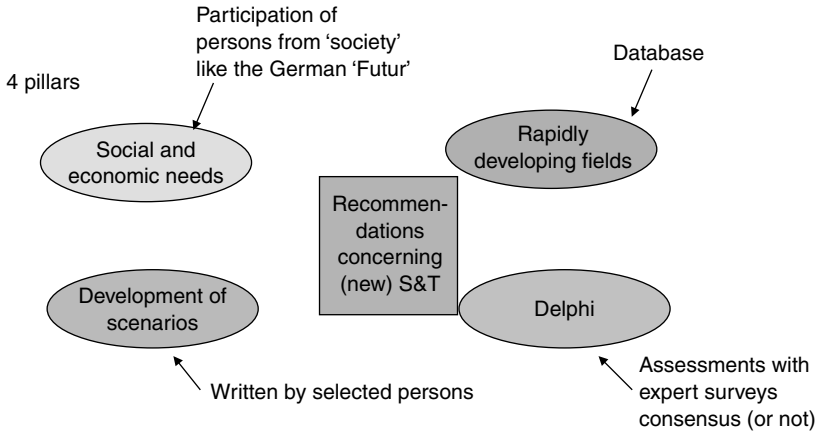 Participation of
persons from ‘society’
like the German ‘Futur’
Database
4 pillars
Social and
economic needs
Rapidly
developing fields
Recommen-
dations
concerning
(new) S&T
Development of
scenarios
Delphi
Written by selected persons
Assessments with
expert surveys
consensus (or not)